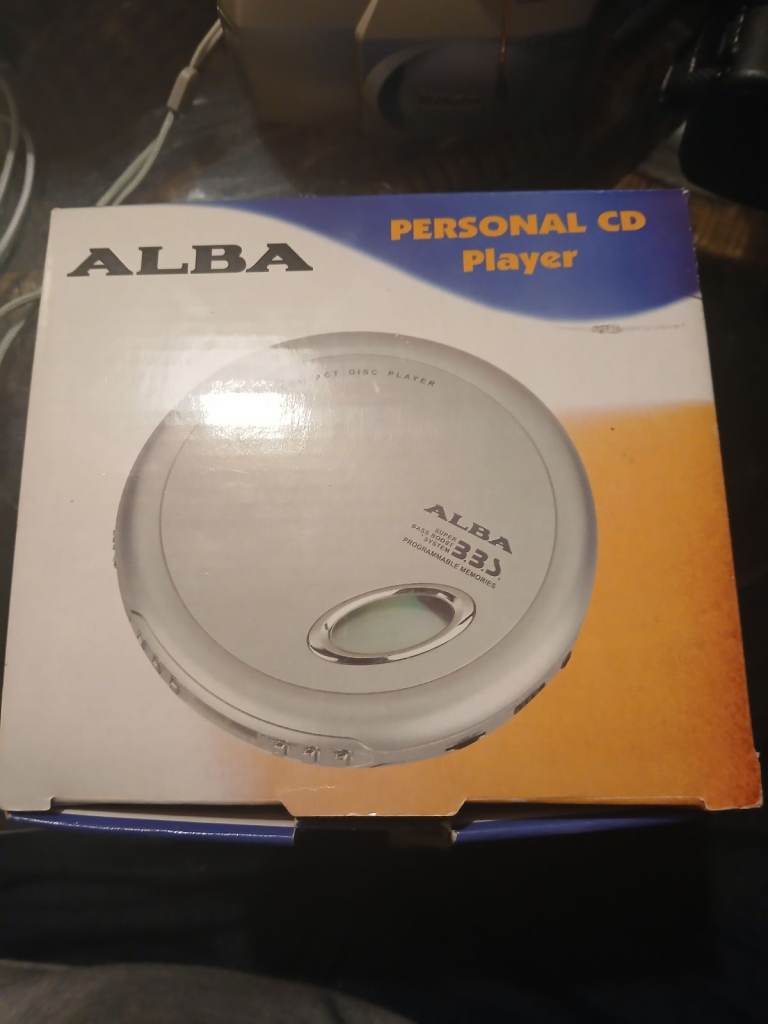 ALBA
PERSONAL CD
Player
DISC PLAYER
ALBA
SUPER
BASS BOOST
SYSTEM
PROGRAMMABLE MEMORIES